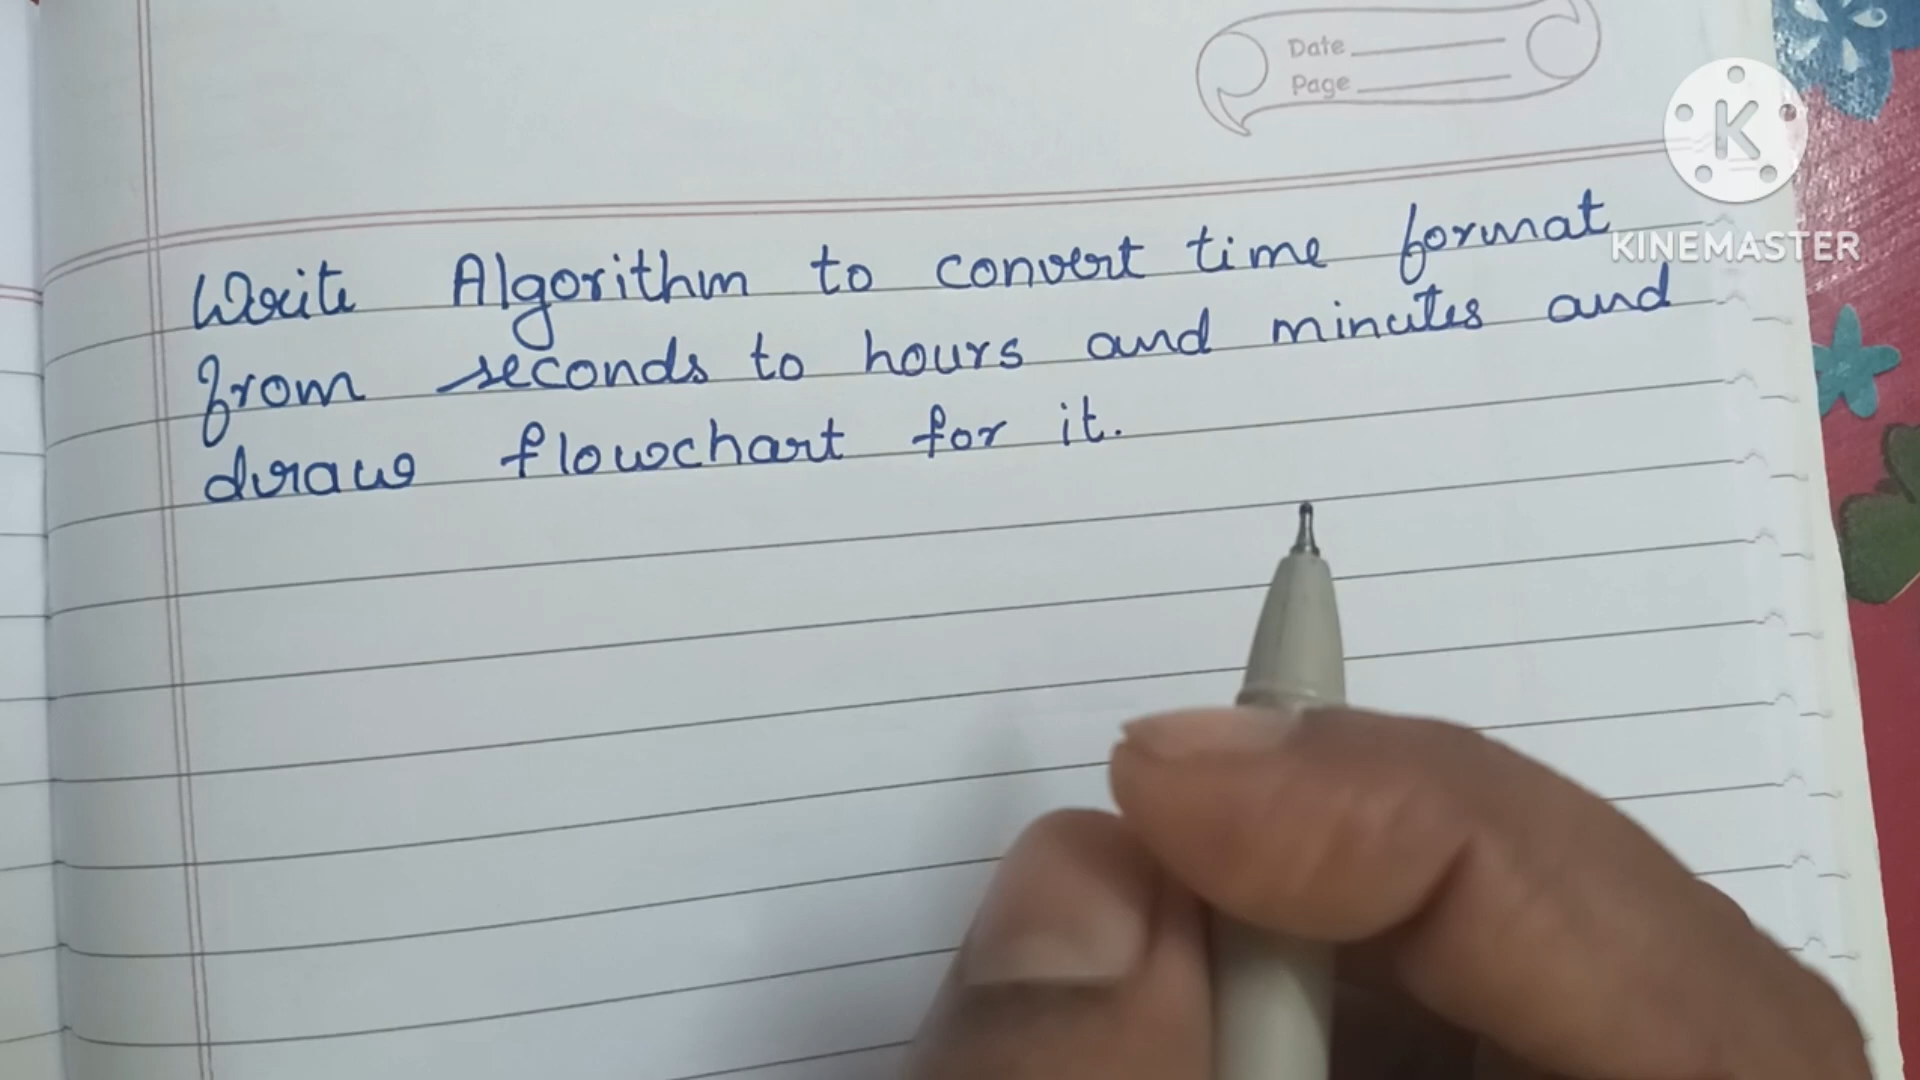 Date
Page
K
KINEMASTER
Write Algorithm to convert time format
from seconds to hours and minutes and
draw flowchart for it.